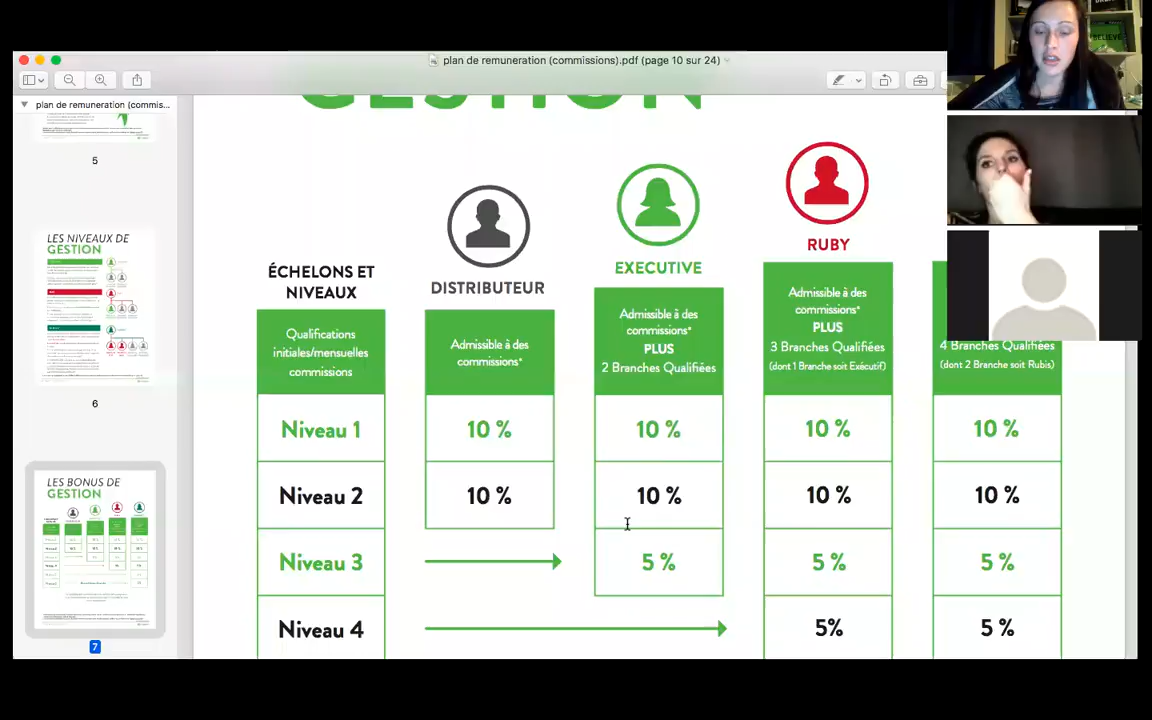 plan de remuneration (commissions).pdf (page 10 sur 24)
plan de remuneration (commis...
5
LES NIVEAUX DE
GESTION
6
LES BONUS DE
GESTION
7
GESTION
ÉCHELONS ET
NIVEAUX
DISTRIBUTEUR
EXECUTIVE
RUBY
Qualifications
initiales/mensuelles
commissions
Admissible à des
commissions*
Admissible à des
commissions*
PLUS
2 Branches Qualifiées
Admissible à des
commissions*
PLUS
3 Branches Qualifiées
(dont 1 Branche soit Exécutif)
4 Branches Qualifiées
(dont 2 Branche soit Rubis)
Niveau 1
10 %
10 %
10 %
10 %
Niveau 2
10 %
10 %
10 %
10 %
Niveau 3
5 %
5 %
5 %
Niveau 4
5%
5 %